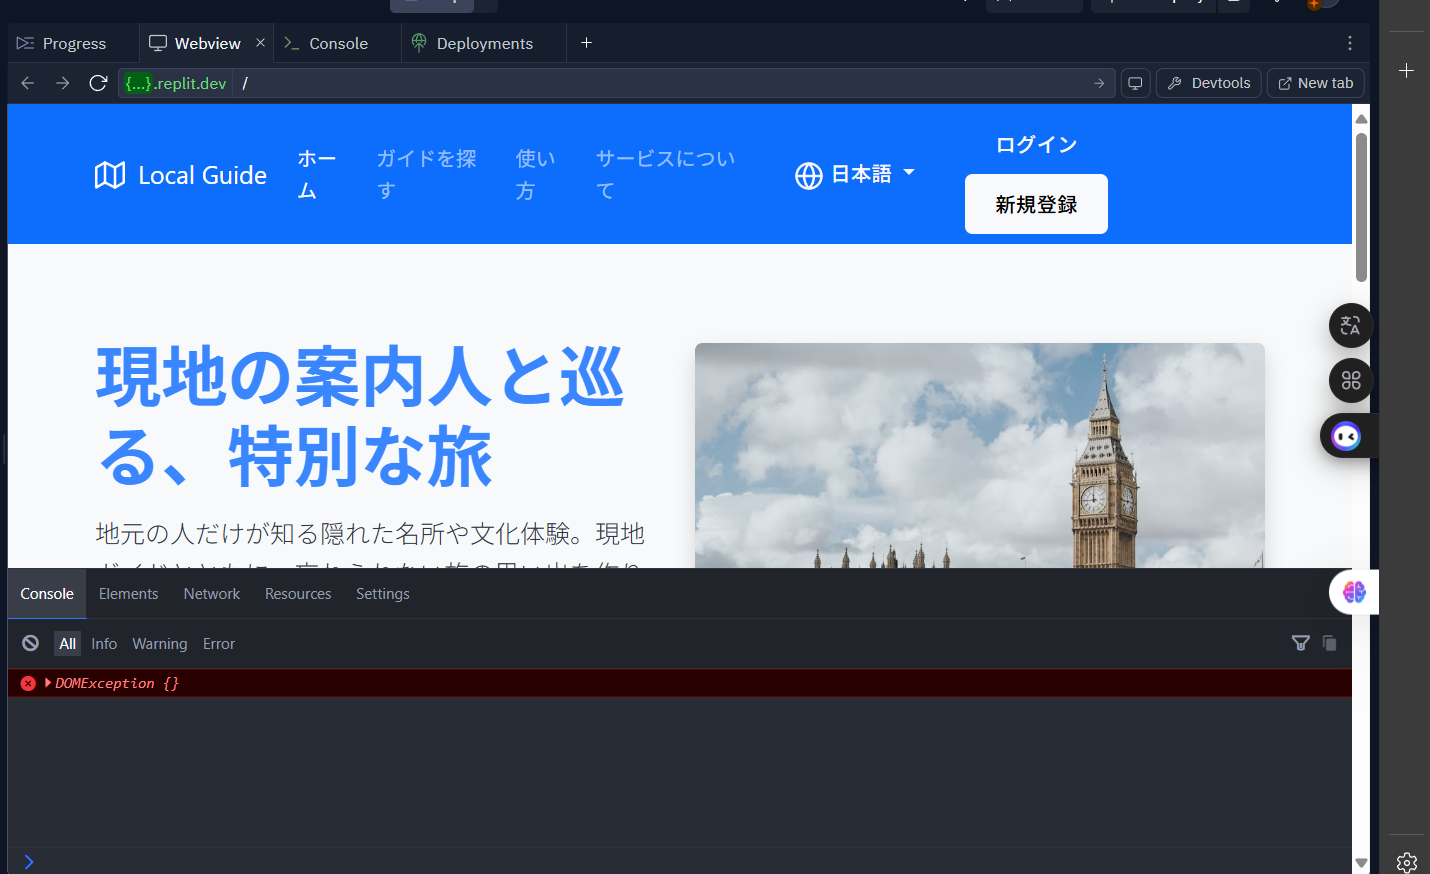 Progress
Webview
Console
Deployments
{...}.replit.dev
/
Devtools
New tab
Local Guide
ホー
ム
ガイドを探
す
使い
方
サービスについ
て
日本語
ログイン
新規登録
現地の案内人と巡
る、特別な旅
地元の人だけが知る隠れた名所や文化体験。現地
Console
Elements
Network
Resources
Settings
All
Info
Warning
Error
DOMException {}